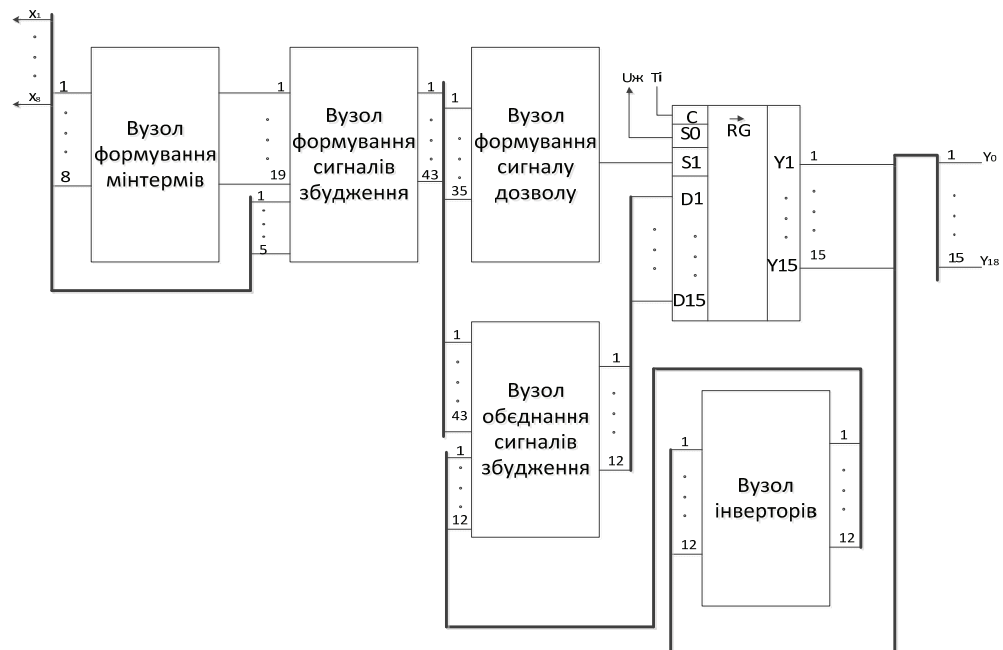 x1
x8
1
8
Вузол
формування
мінтермів
1
19
1
5
Вузол
формування
сигналів
збудження
1
43
1
35
Вузол
формування
сигналу
дозволу
Uж Ti
C
S0
S1
D1
D15
RG
Y1
Y15
1
15
1
15
Y0
Y18
1
43
1
12
Вузол
обєднання
сигналів
збудження
1
12
1
12
Вузол
інверторів
1
12